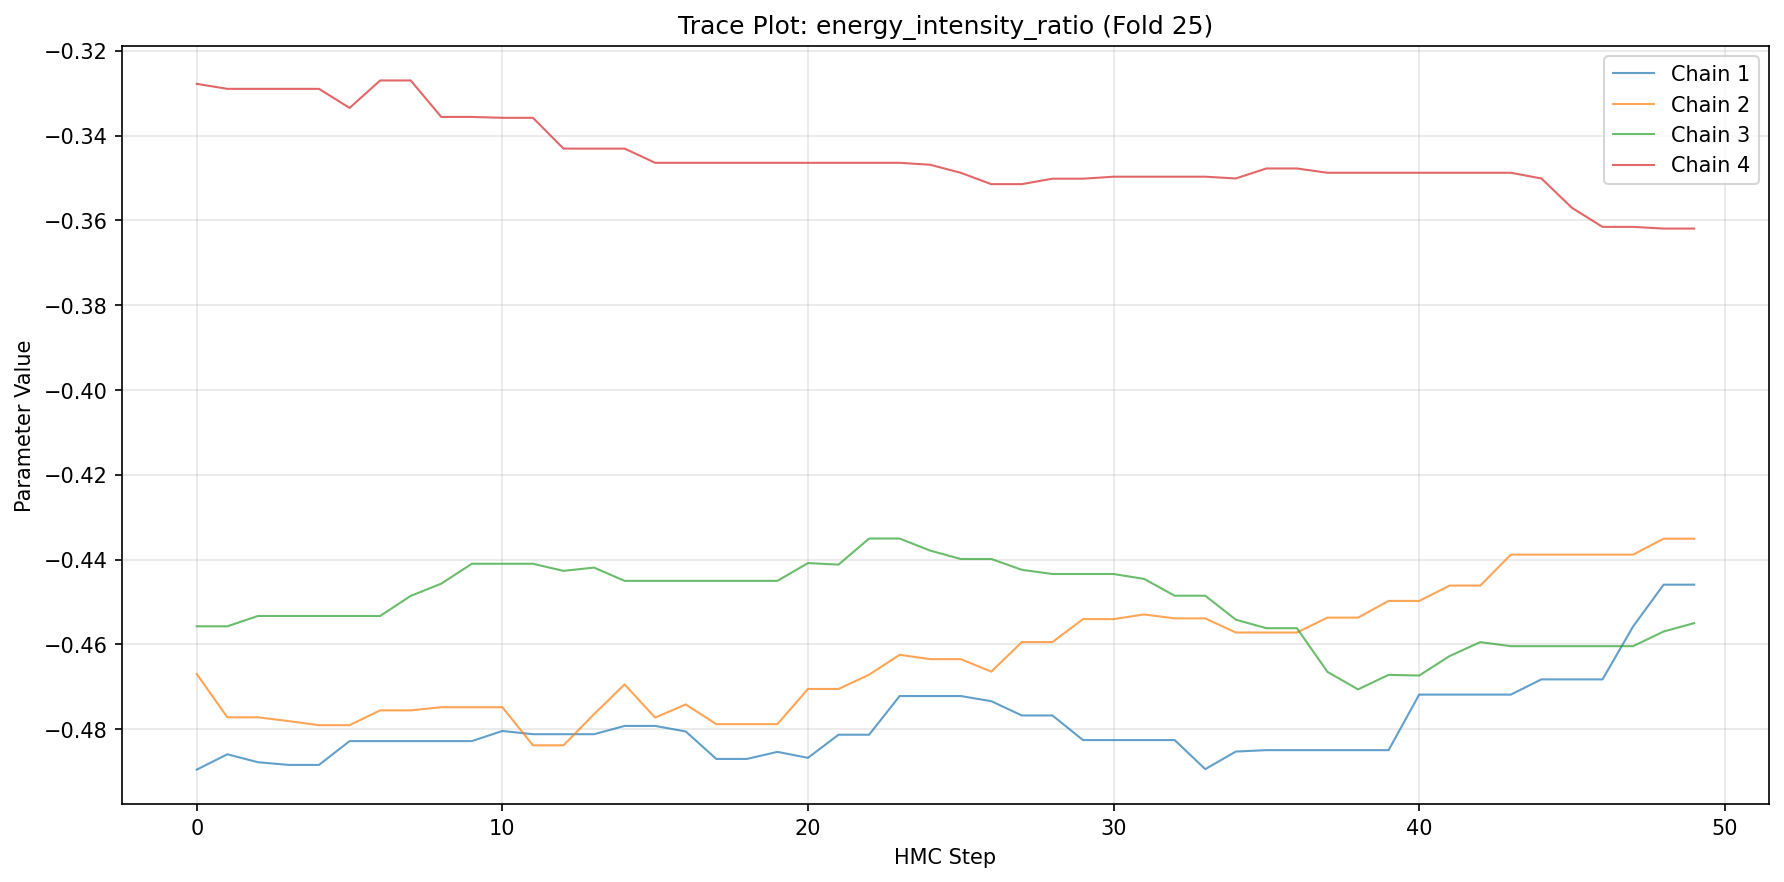 Trace Plot: energy_intensity_ratio (Fold 25)
Chain 1
Chain 2
Chain 3
Chain 4
Parameter Value
−0.32
−0.34
−0.36
−0.38
−0.40
−0.42
−0.44
−0.46
−0.48
0 10 20 30 40 50
HMC Step